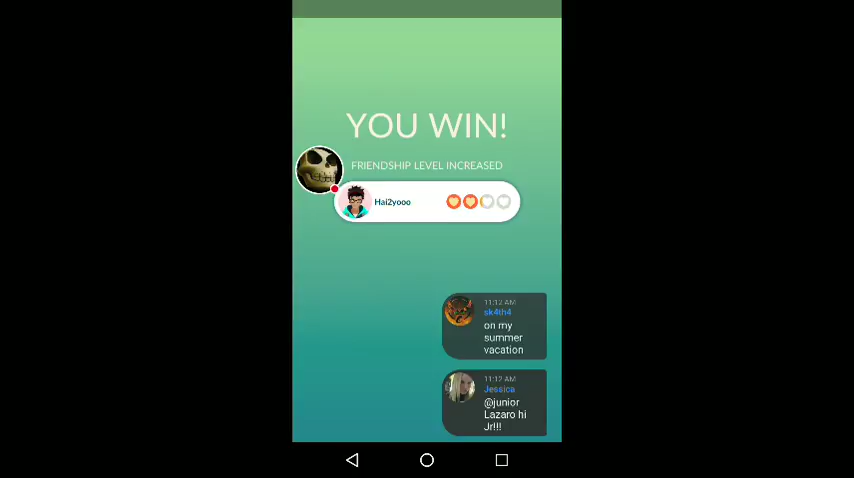 YOU WIN!
FRIENDSHIP LEVEL INCREASED
Hai2yooo
11:12 AM
sk4th4
on my
summer
vacation
11:12 AM
Jessica
@junior
Lazaro hi
Jr!!!